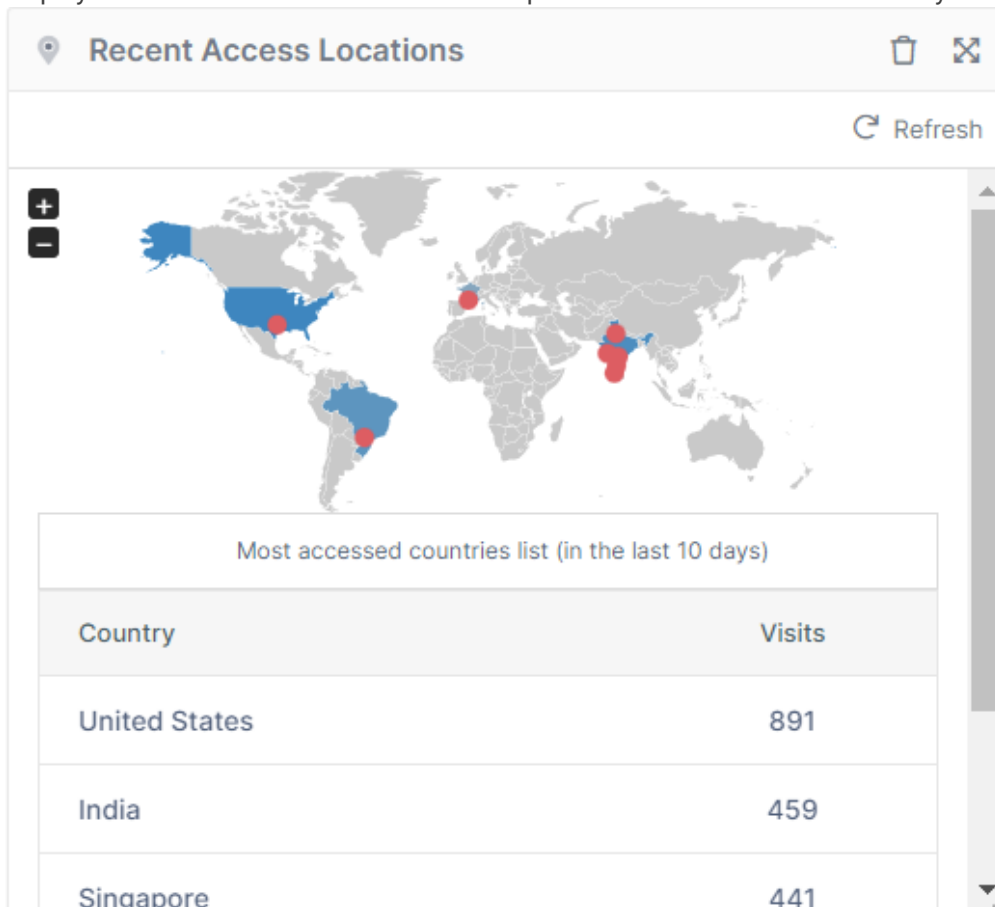 Recent Access Locations
Refresh
+
−
Most accessed countries list (in the last 10 days)
Country Visits
United States 891
India 459
Singapore 441